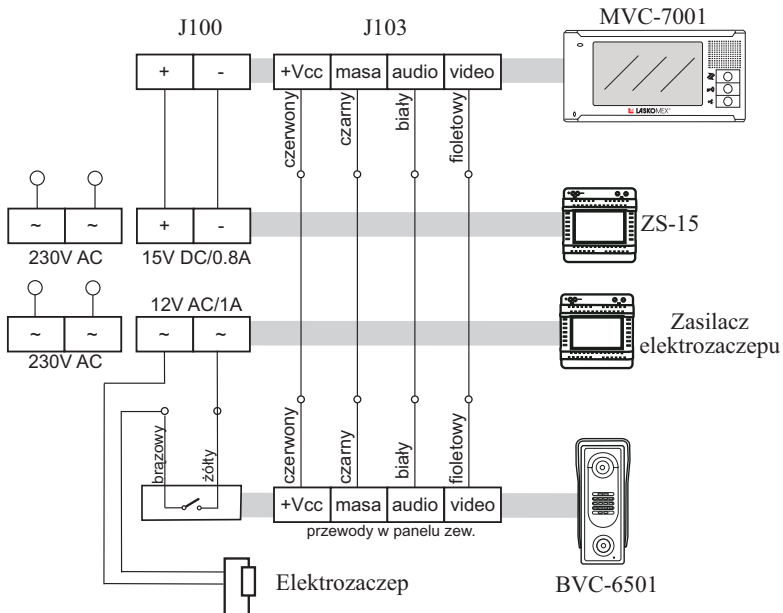 J100 J103 MVC-7001
+ - +Vcc masa audio video
czerwony czarny biały fioletowy
LASKOMEX
~ ~ + - ZS-15
230V AC 15V DC/0.8A
12V AC/1A
~ ~ ~ ~ Zasilacz
elektrozaczepu
230V AC
brązowy żółty czerwony czarny biały fioletowy
+Vcc masa audio video
przewody w panelu zew.
Elektrozaczep BVC-6501